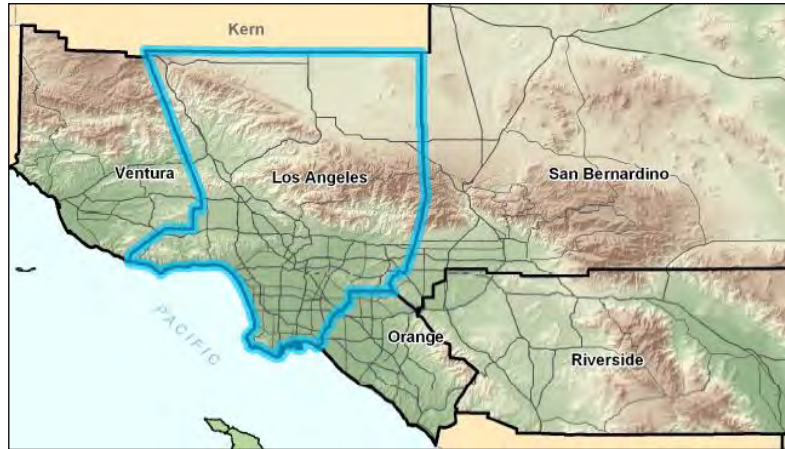 Kern
Ventura
Los Angeles
San Bernardino
PACIFIC
Orange
Riverside